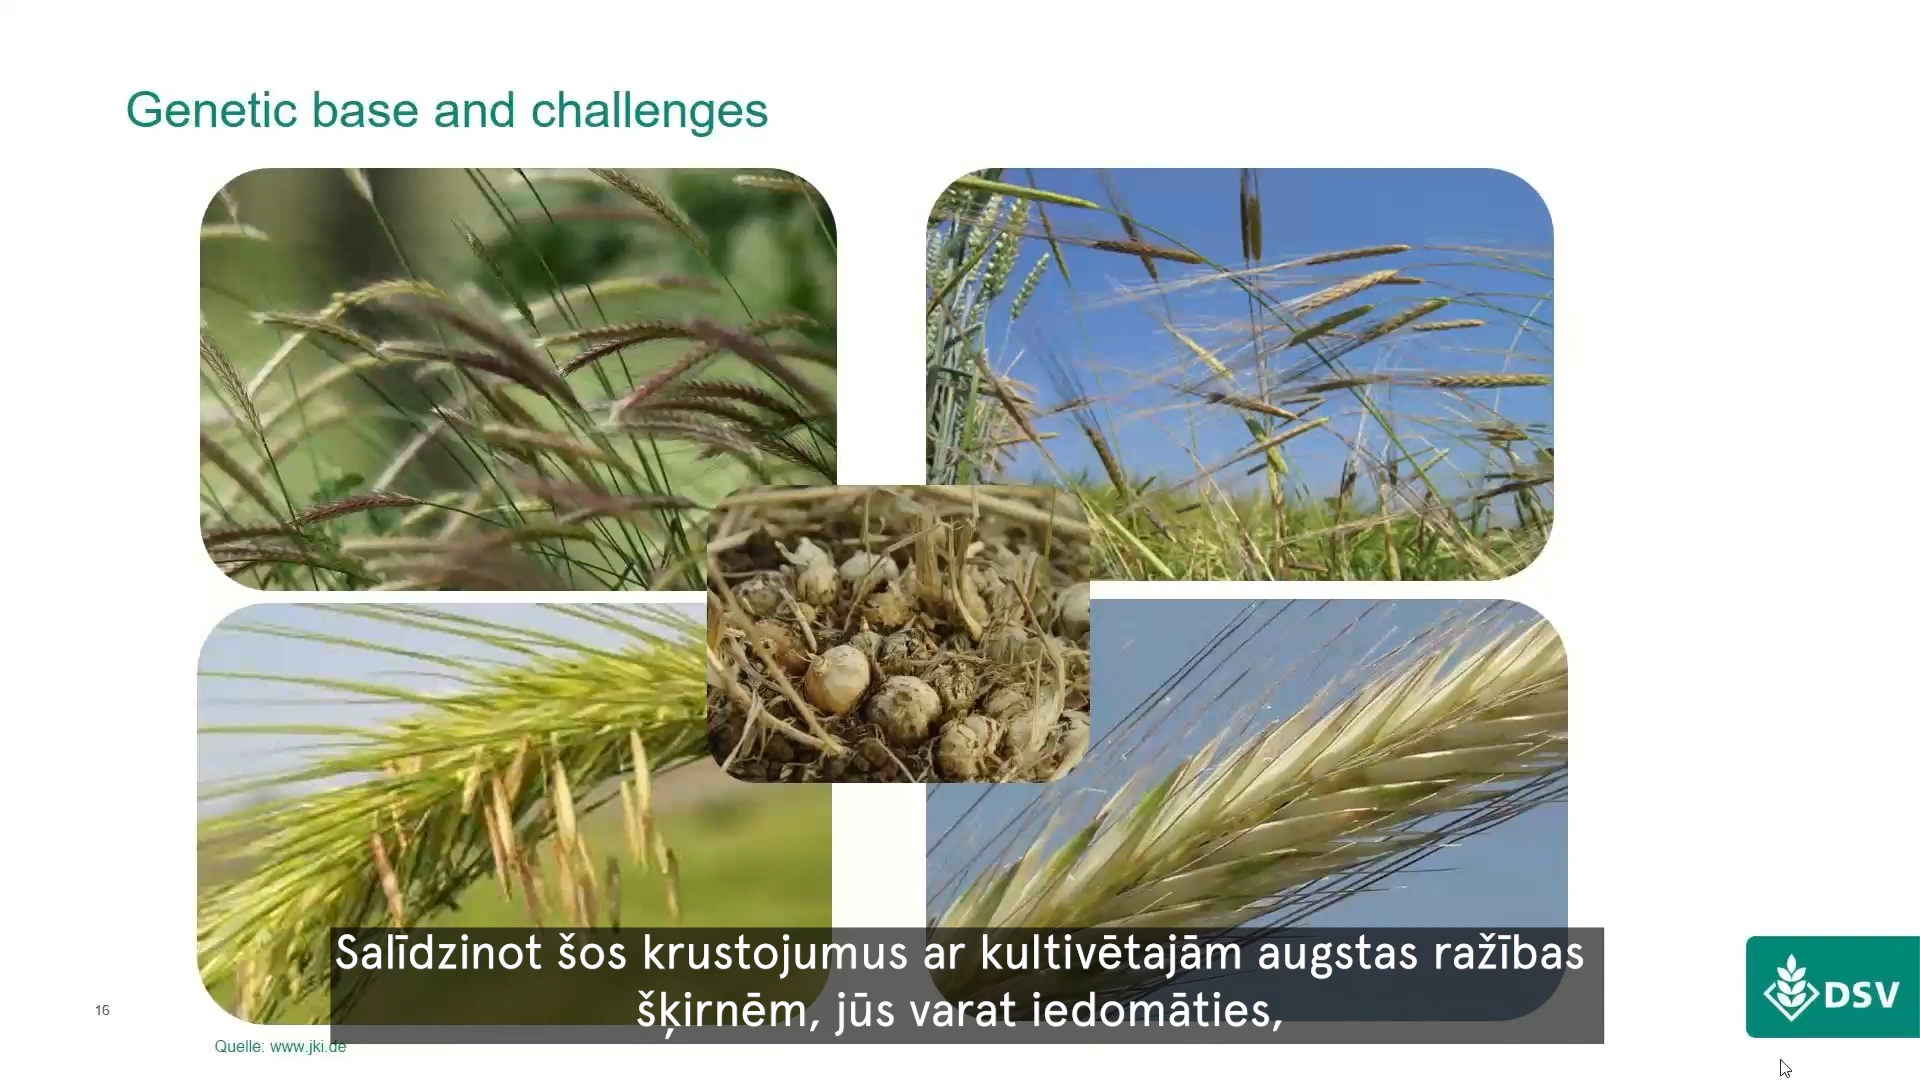 Genetic base and challenges
Salīdzinot šos krustojumus ar kultivētajām augstas ražības
šķirnēm, jūs varat iedomāties,
16
DSV
Quelle: www.jki.de